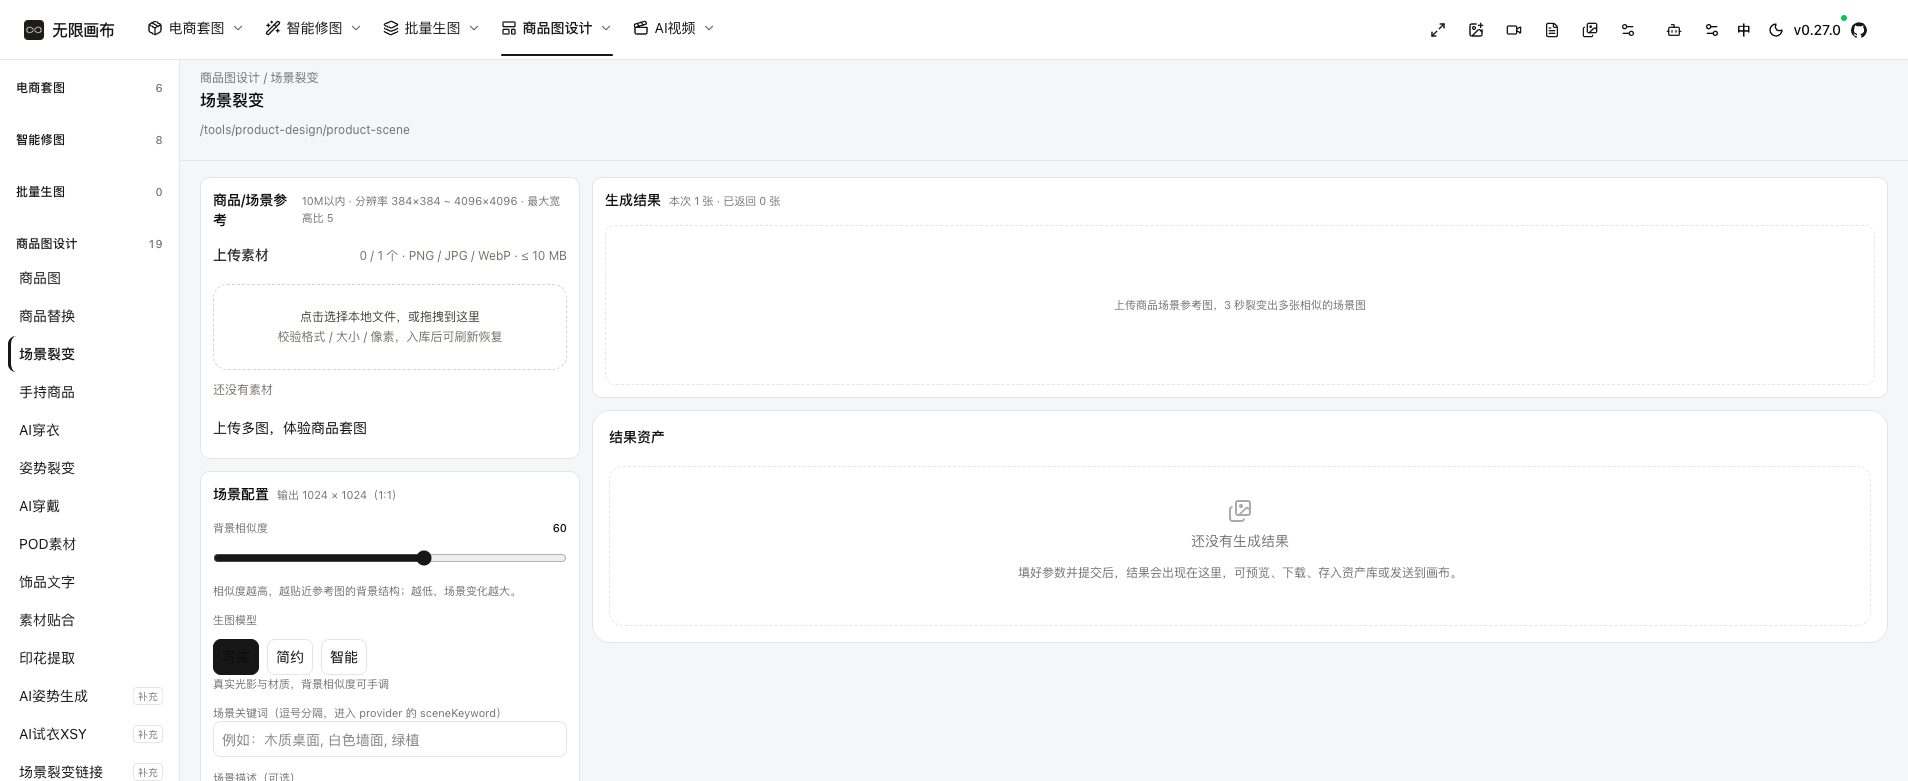 无限画布
电商套图
智能修图
批量生图
商品图设计
AI视频
中
v0.27.0
电商套图 6
智能修图 8
批量生图 0
商品图设计 19
商品图
商品替换
场景裂变
手持商品
AI穿衣
姿势裂变
AI穿戴
POD素材
饰品文字
素材贴合
印花提取
AI姿势生成 补充
AI试衣XSY 补充
场景裂变链接 补充
商品图设计 / 场景裂变
场景裂变
/tools/product-design/product-scene
商品/场景参
考
10M以内 · 分辨率 384×384 ~ 4096×4096 · 最大宽
高比 5
上传素材 0 / 1 个 · PNG / JPG / WebP · ≤ 10 MB
点击选择本地文件，或拖拽到这里
校验格式 / 大小 / 像素，入库后可刷新恢复
还没有素材
上传多图，体验商品套图
场景配置 输出 1024 × 1024（1:1）
背景相似度 60
相似度越高，越贴近参考图的背景结构；越低，场景变化越大。
生图模型
写实 简约 智能
真实光影与材质，背景相似度可手调
场景关键词（逗号分隔，进入 provider 的 sceneKeyword）
例如：木质桌面, 白色墙面, 绿植
场景描述（可选）
生成结果 本次 1 张 · 已返回 0 张
上传商品场景参考图，3 秒裂变出多张相似的场景图
结果资产
还没有生成结果
填好参数并提交后，结果会出现在这里，可预览、下载、存入资产库或发送到画布。